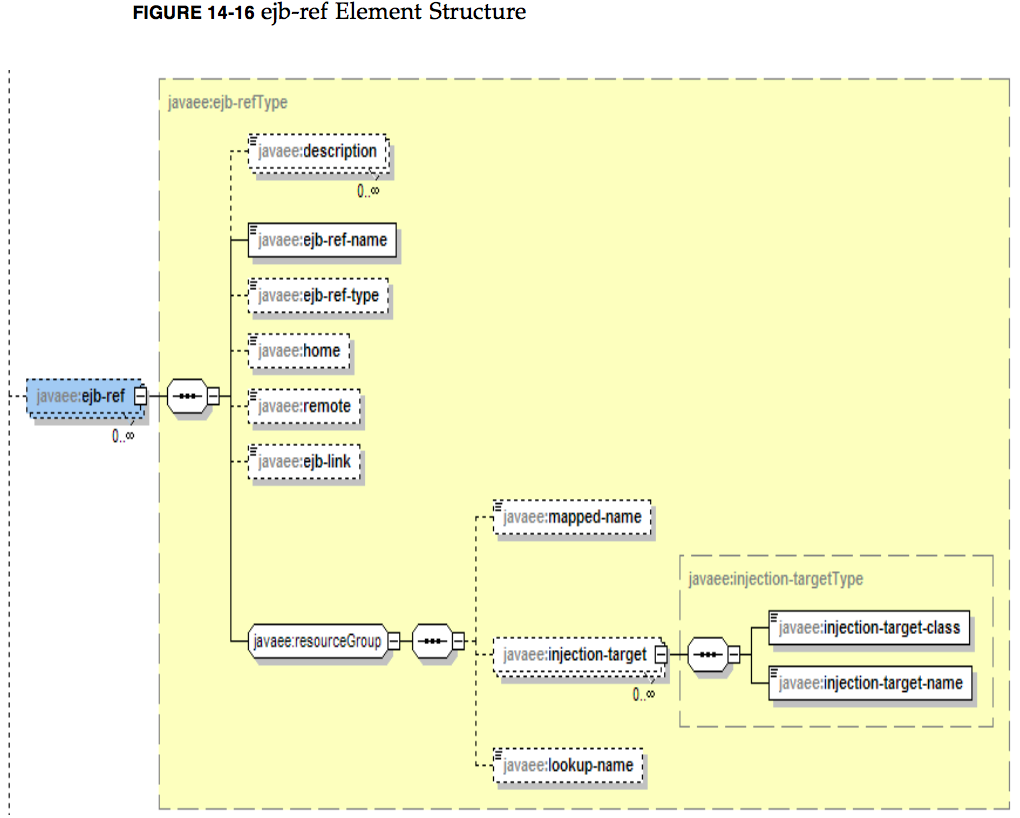 FIGURE 14-16 ejb-ref Element Structure
javaee:ejb-refType
javaee:description
0..∞
javaee:ejb-ref-name
javaee:ejb-ref-type
javaee:home
javaee:ejb-ref
0..∞
javaee:remote
javaee:ejb-link
javaee:mapped-name
javaee:injection-targetType
javaee:injection-target-class
javaee:resourceGroup
javaee:injection-target
0..∞
javaee:injection-target-name
javaee:lookup-name